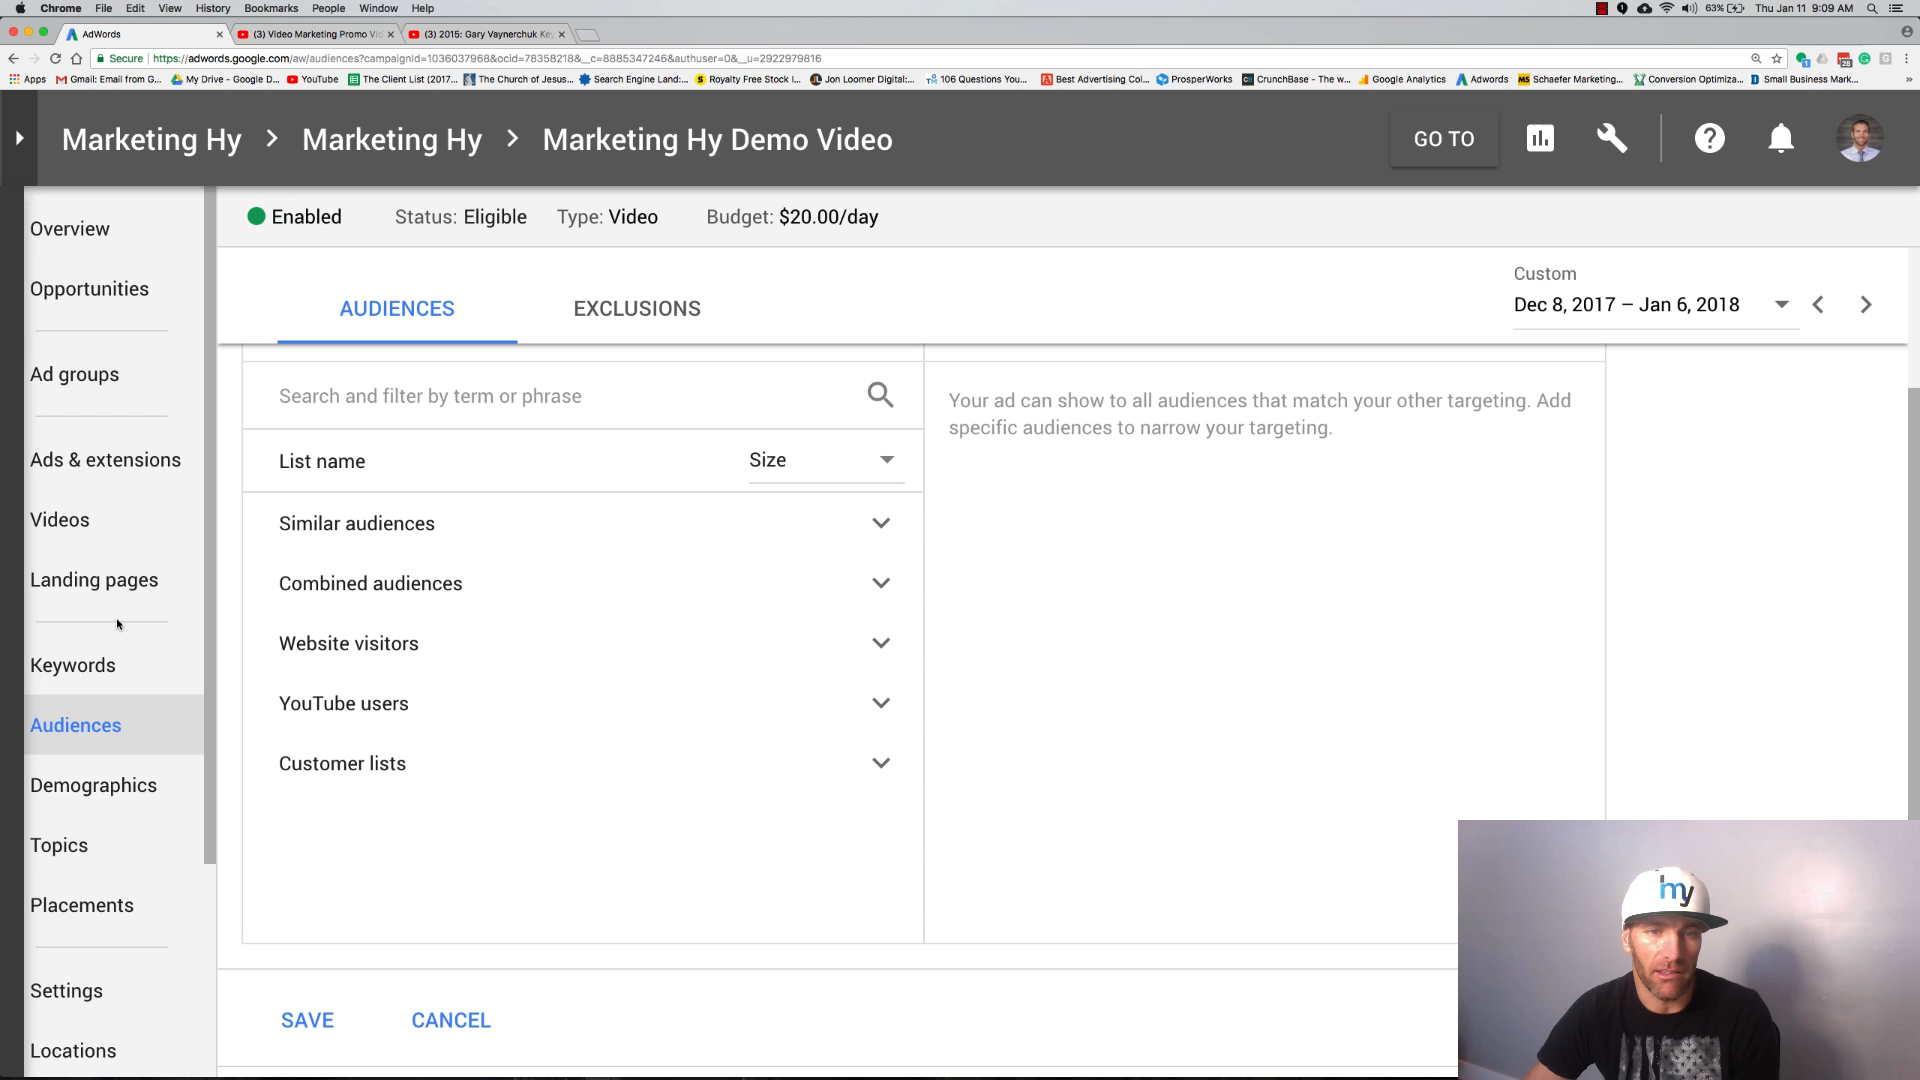 Chrome File Edit View History Bookmarks People Window Help 63% Thu Jan 11 9:09 AM
AdWords (3) Video Marketing Promo Vi (3) 2015: Gary Vaynerchuk Ke
Secure https://adwords.google.com/aw/audiences?campaignId=1036037968&ocid=78358218&__c=8885347246&authuser=0&__u=2922979816
Apps Gmail: Email from G... My Drive - Google D... YouTube The Client List (2017... The Church of Jesus... Search Engine Land:... Royalty Free Stock I... Jon Loomer Digital:... 106 Questions You... Best Advertising Col... ProsperWorks CrunchBase - The w... Google Analytics Adwords Schaefer Marketing... Conversion Optimiza... Small Business Mark... »
Marketing Hy > Marketing Hy > Marketing Hy Demo Video GO TO
Enabled Status: Eligible Type: Video Budget: $20.00/day
Overview
Opportunities
Ad groups
Ads & extensions
Videos
Landing pages
Keywords
Audiences
Demographics
Topics
Placements
Settings
Locations
AUDIENCES EXCLUSIONS
Custom
Dec 8, 2017 – Jan 6, 2018
Search and filter by term or phrase
List name Size
Similar audiences
Combined audiences
Website visitors
YouTube users
Customer lists
Your ad can show to all audiences that match your other targeting. Add
specific audiences to narrow your targeting.
SAVE CANCEL
my